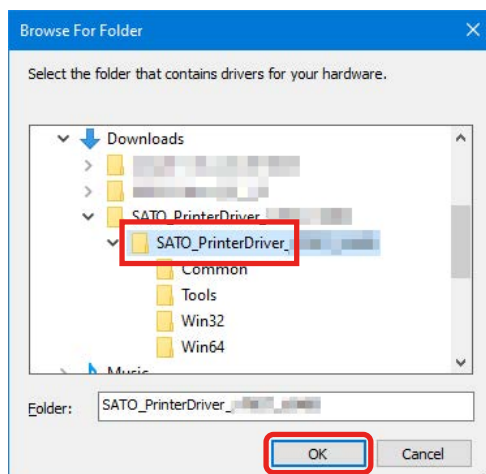 Browse For Folder
Select the folder that contains drivers for your hardware.
Downloads
SATO_PrinterDriver_
SATO_PrinterDriver_
Common
Tools
Win32
Win64
Music
Folder: SATO_PrinterDriver_
OK Cancel